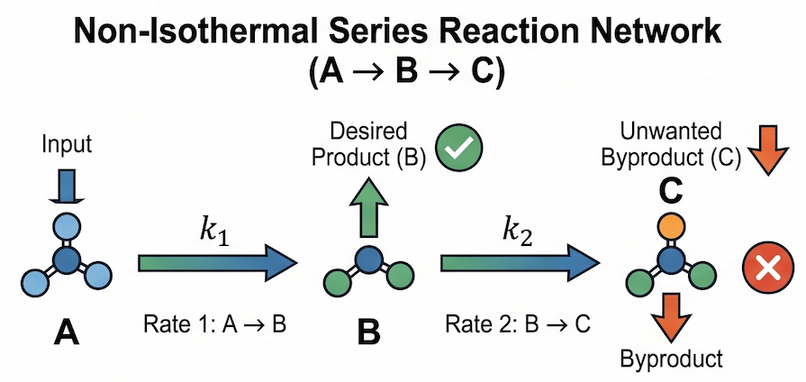 Non-Isothermal Series Reaction Network
(A → B → C)
Input
Desired
Product (B)
Unwanted
Byproduct (C)
C
k₁
k₂
A
Rate 1: A → B
B
Rate 2: B → C
Byproduct